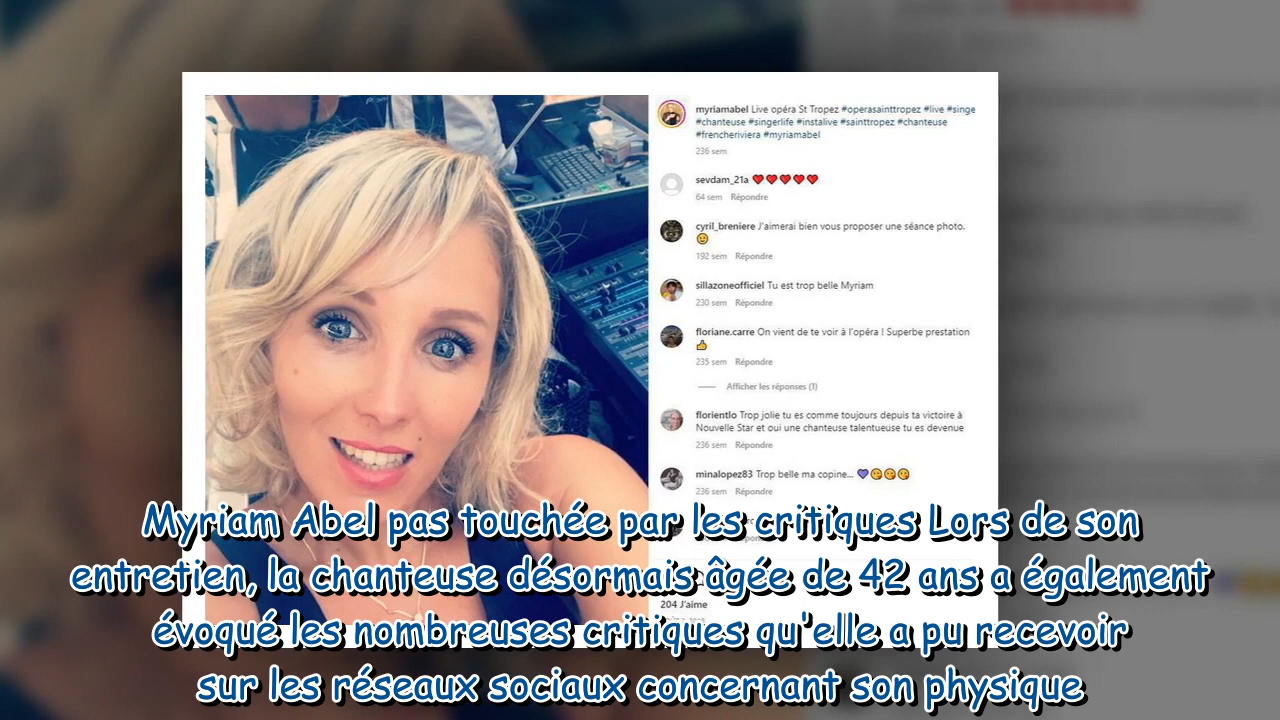 myriamabel Live opéra St Tropez #operasainttropez #live #singe
#chanteuse #singerlife #instalive #sainttropez #chanteuse
#frencheriviera #myriamabel
236 sem
sevdam_21a ❤❤❤❤❤
64 sem Répondre
cyril_breniere J'aimerai bien vous proposer une séance photo.
192 sem Répondre
sillazoneofficiel Tu est trop belle Myriam
230 sem Répondre
floriane.carre On vient de te voir à l'opéra ! Superbe prestation
👍
235 sem Répondre
Afficher les réponses (1)
florientlo Trop jolie tu es comme toujours depuis ta victoire à
Nouvelle Star et oui une chanteuse talentueuse tu es devenue
236 sem Répondre
minalopez83 Trop belle ma copine... 💜😘😘😘
236 sem Répondre
204 J'aime
Myriam Abel pas touchée par les critiques Lors de son
entretien, la chanteuse désormais âgée de 42 ans a également
évoqué les nombreuses critiques qu'elle a pu recevoir
sur les réseaux sociaux concernant son physique